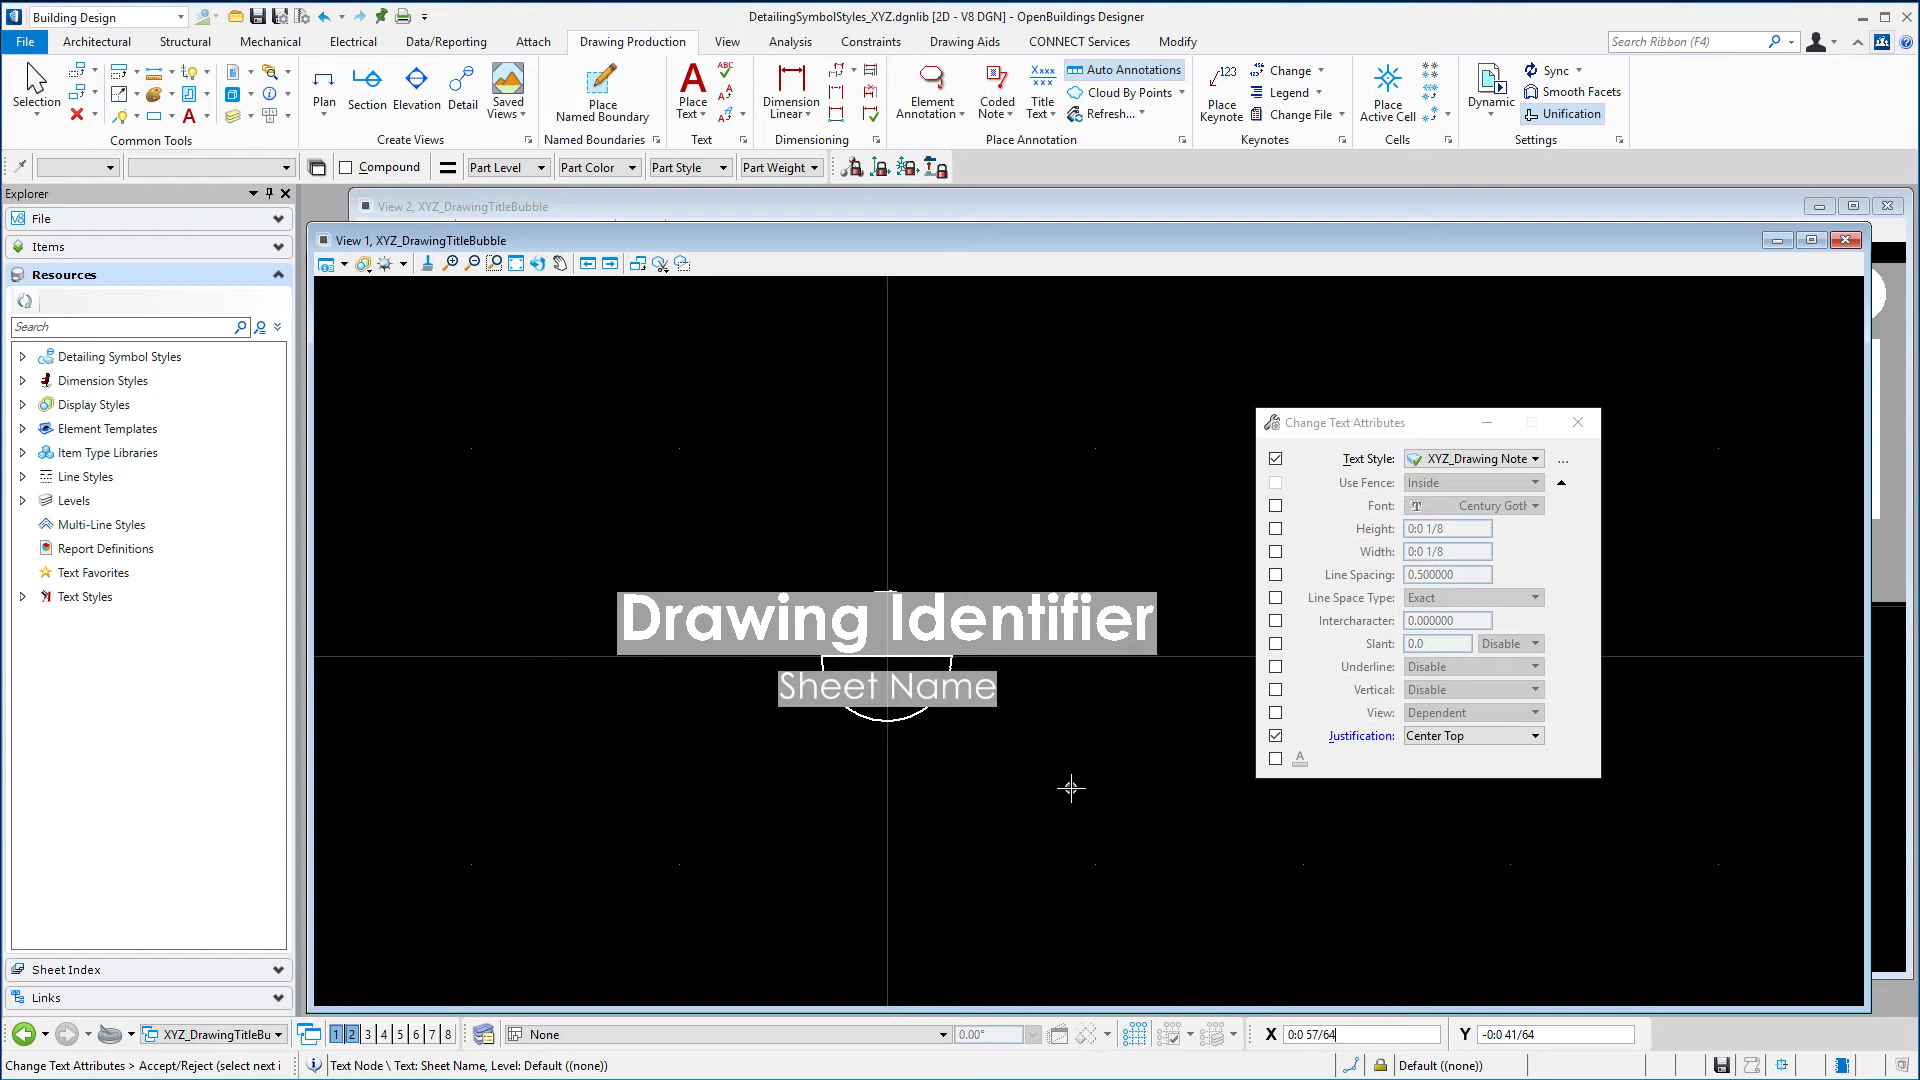 Building Design
DetailingSymbolStyles_XYZ.dgnlib [2D - V8 DGN] - OpenBuildings Designer
File Architectural Structural Mechanical Electrical Data/Reporting Attach Drawing Production View Analysis Constraints Drawing Aids CONNECT Services Modify
Search Ribbon (F4)
Selection
Common Tools
Plan
Section
Elevation
Detail
Saved Views
Create Views
Place Named Boundary
Named Boundaries
Place Text
Text
Dimension Linear
Dimensioning
Element Annotation
Coded Note
Title Text
Auto Annotations
Cloud By Points
Refresh...
Place Annotation
Place Keynote
Change
Legend
Change File
Keynotes
Place Active Cell
Cells
Dynamic
Sync
Smooth Facets
Unification
Settings
Compound
Part Level
Part Color
Part Style
Part Weight
Explorer
File
Items
Resources
Search
Detailing Symbol Styles
Dimension Styles
Display Styles
Element Templates
Item Type Libraries
Line Styles
Levels
Multi-Line Styles
Report Definitions
Text Favorites
Text Styles
Sheet Index
Links
View 2, XYZ_DrawingTitleBubble
View 1, XYZ_DrawingTitleBubble
Drawing Identifier
Sheet Name
Change Text Attributes
Text Style: XYZ_Drawing Note
Use Fence: Inside
Font: Century Goth
Height: 0:0 1/8
Width: 0:0 1/8
Line Spacing: 0.500000
Line Space Type: Exact
Intercharacter: 0.000000
Slant: 0.0 Disable
Underline: Disable
Vertical: Disable
View: Dependent
Justification: Center Top
XYZ_DrawingTitleBu
1 2 3 4 5 6 7 8
None
0.00°
X 0:0 57/64
Y -0:0 41/64
Change Text Attributes > Accept/Reject (select next i
Text Node \ Text: Sheet Name, Level: Default ((none))
Default ((none))